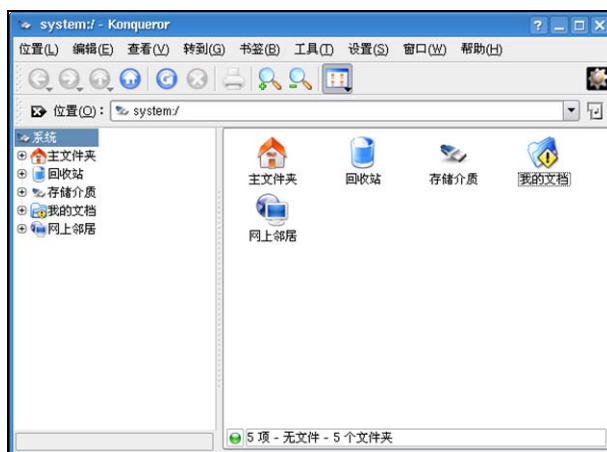 system:/ - Konqueror
位置(L) 编辑(E) 查看(V) 转到(G) 书签(B) 工具(T) 设置(S) 窗口(W) 帮助(H)
位置(O): system:/
系统
主文件夹
回收站
存储介质
我的文档
网上邻居
主文件夹 回收站 存储介质 我的文档
网上邻居
5 项 - 无文件 - 5 个文件夹